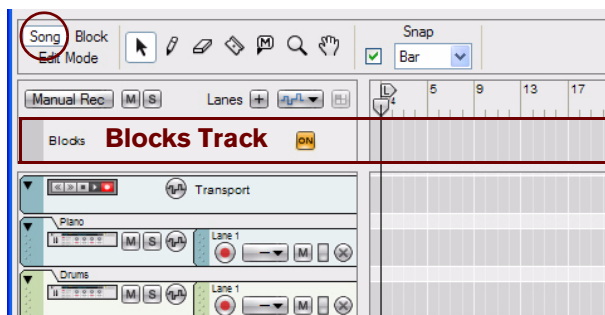 Song Block
Edit Mode
M
Snap
Bar
Manual Rec M S Lanes +
L 5 9 13 17
4
Blocks Blocks Track ON
Transport
Piano
M S Lane 1 M
Drums
M S Lane 1 M